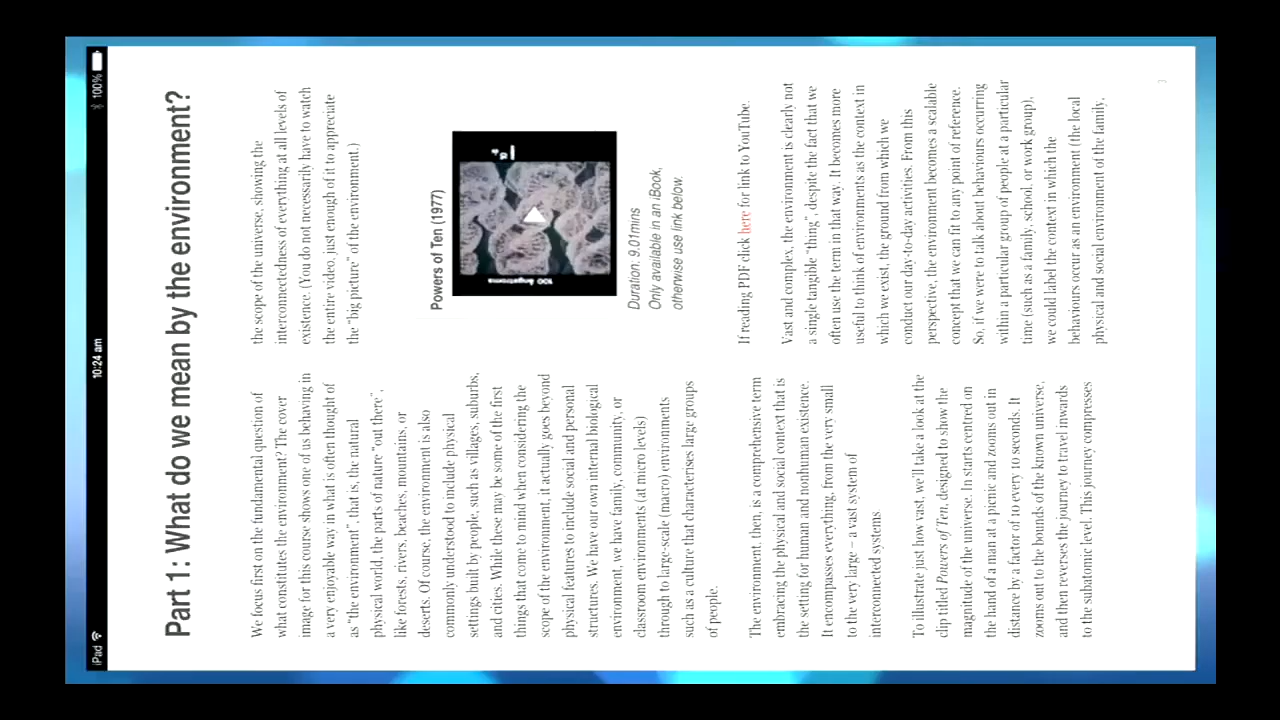 iPad
10:24 am
100%
Part 1: What do we mean by the environment?
We focus first on the fundamental question of
what constitutes the environment? The cover
image for this course shows one of us behaving in
a very enjoyable way in what is often thought of
as "the environment", that is, the natural
physical world, the parts of nature "out there",
like forests, rivers, beaches, mountains, or
deserts. Of course, the environment is also
commonly understood to include physical
settings built by people, such as villages, suburbs,
and cities. While these may be some of the first
things that come to mind when considering the
scope of the environment, it actually goes beyond
physical features to include social and personal
structures. We have our own internal biological
environment, we have family, community, or
classroom environments (at micro levels)
through to large-scale (macro) environments
such as a culture that characterises large groups
of people.
The environment, then, is a comprehensive term
embracing the physical and social context that is
the setting for human and nonhuman existence.
It encompasses everything, from the very small
to the very large – a vast system of
interconnected systems.
To illustrate just how vast, we'll take a look at the
clip titled Powers of Ten, designed to show the
magnitude of the universe. In starts centred on
the hand of a man at a picnic and zooms out in
distance by a factor of 10 every 10 seconds. It
zooms out to the bounds of the known universe,
and then reverses the journey to travel inwards
to the subatomic level. This journey compresses
the scope of the universe, showing the
interconnectedness of everything at all levels of
existence. (You do not necessarily have to watch
the entire video, just enough of it to appreciate
the "big picture" of the environment.)
Powers of Ten (1977)
100 Ångstroms
10
Duration: 9.01mins
Only available in an iBook,
otherwise use link below.
If reading PDF click here for link to YouTube.
Vast and complex, the environment is clearly not
a single tangible "thing", despite the fact that we
often use the term in that way. It becomes more
useful to think of environments as the context in
which we exist, the ground from which we
conduct our day-to-day activities. From this
perspective, the environment becomes a scalable
concept that we can fit to any point of reference.
So, if we were to talk about behaviours occurring
within a particular group of people at a particular
time (such as a family, school, or work group),
we could label the context in which the
behaviours occur as an environment (the local
physical and social environment of the family,